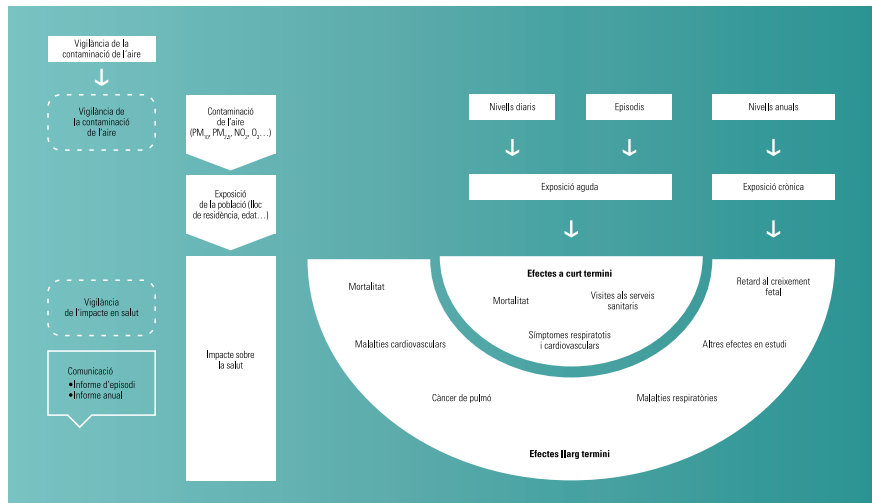 Vigilància de la
contaminació de l'aire
Vigilància de
la contaminació
de l'aire
Contaminació
de l'aire
(PM10, PM2,5, NO2, O3…)
Exposició
de la població (lloc
de residència, edat…)
Vigilància
de l'impacte en salut
Impacte sobre
la salut
Comunicació
•Informe d'episodi
•Informe anual
Nivells diaris
Episodis
Nivells anuals
Exposició aguda
Exposició crònica
Efectes a curt termini
Mortalitat
Visites als serveis
sanitaris
Símptomes respiratotis
i cardiovasculars
Mortalitat
Retard al creixement
fetal
Malalties cardiovasculars
Altres efectes en estudi
Càncer de pulmó
Malalties respiratòries
Efectes llarg termini